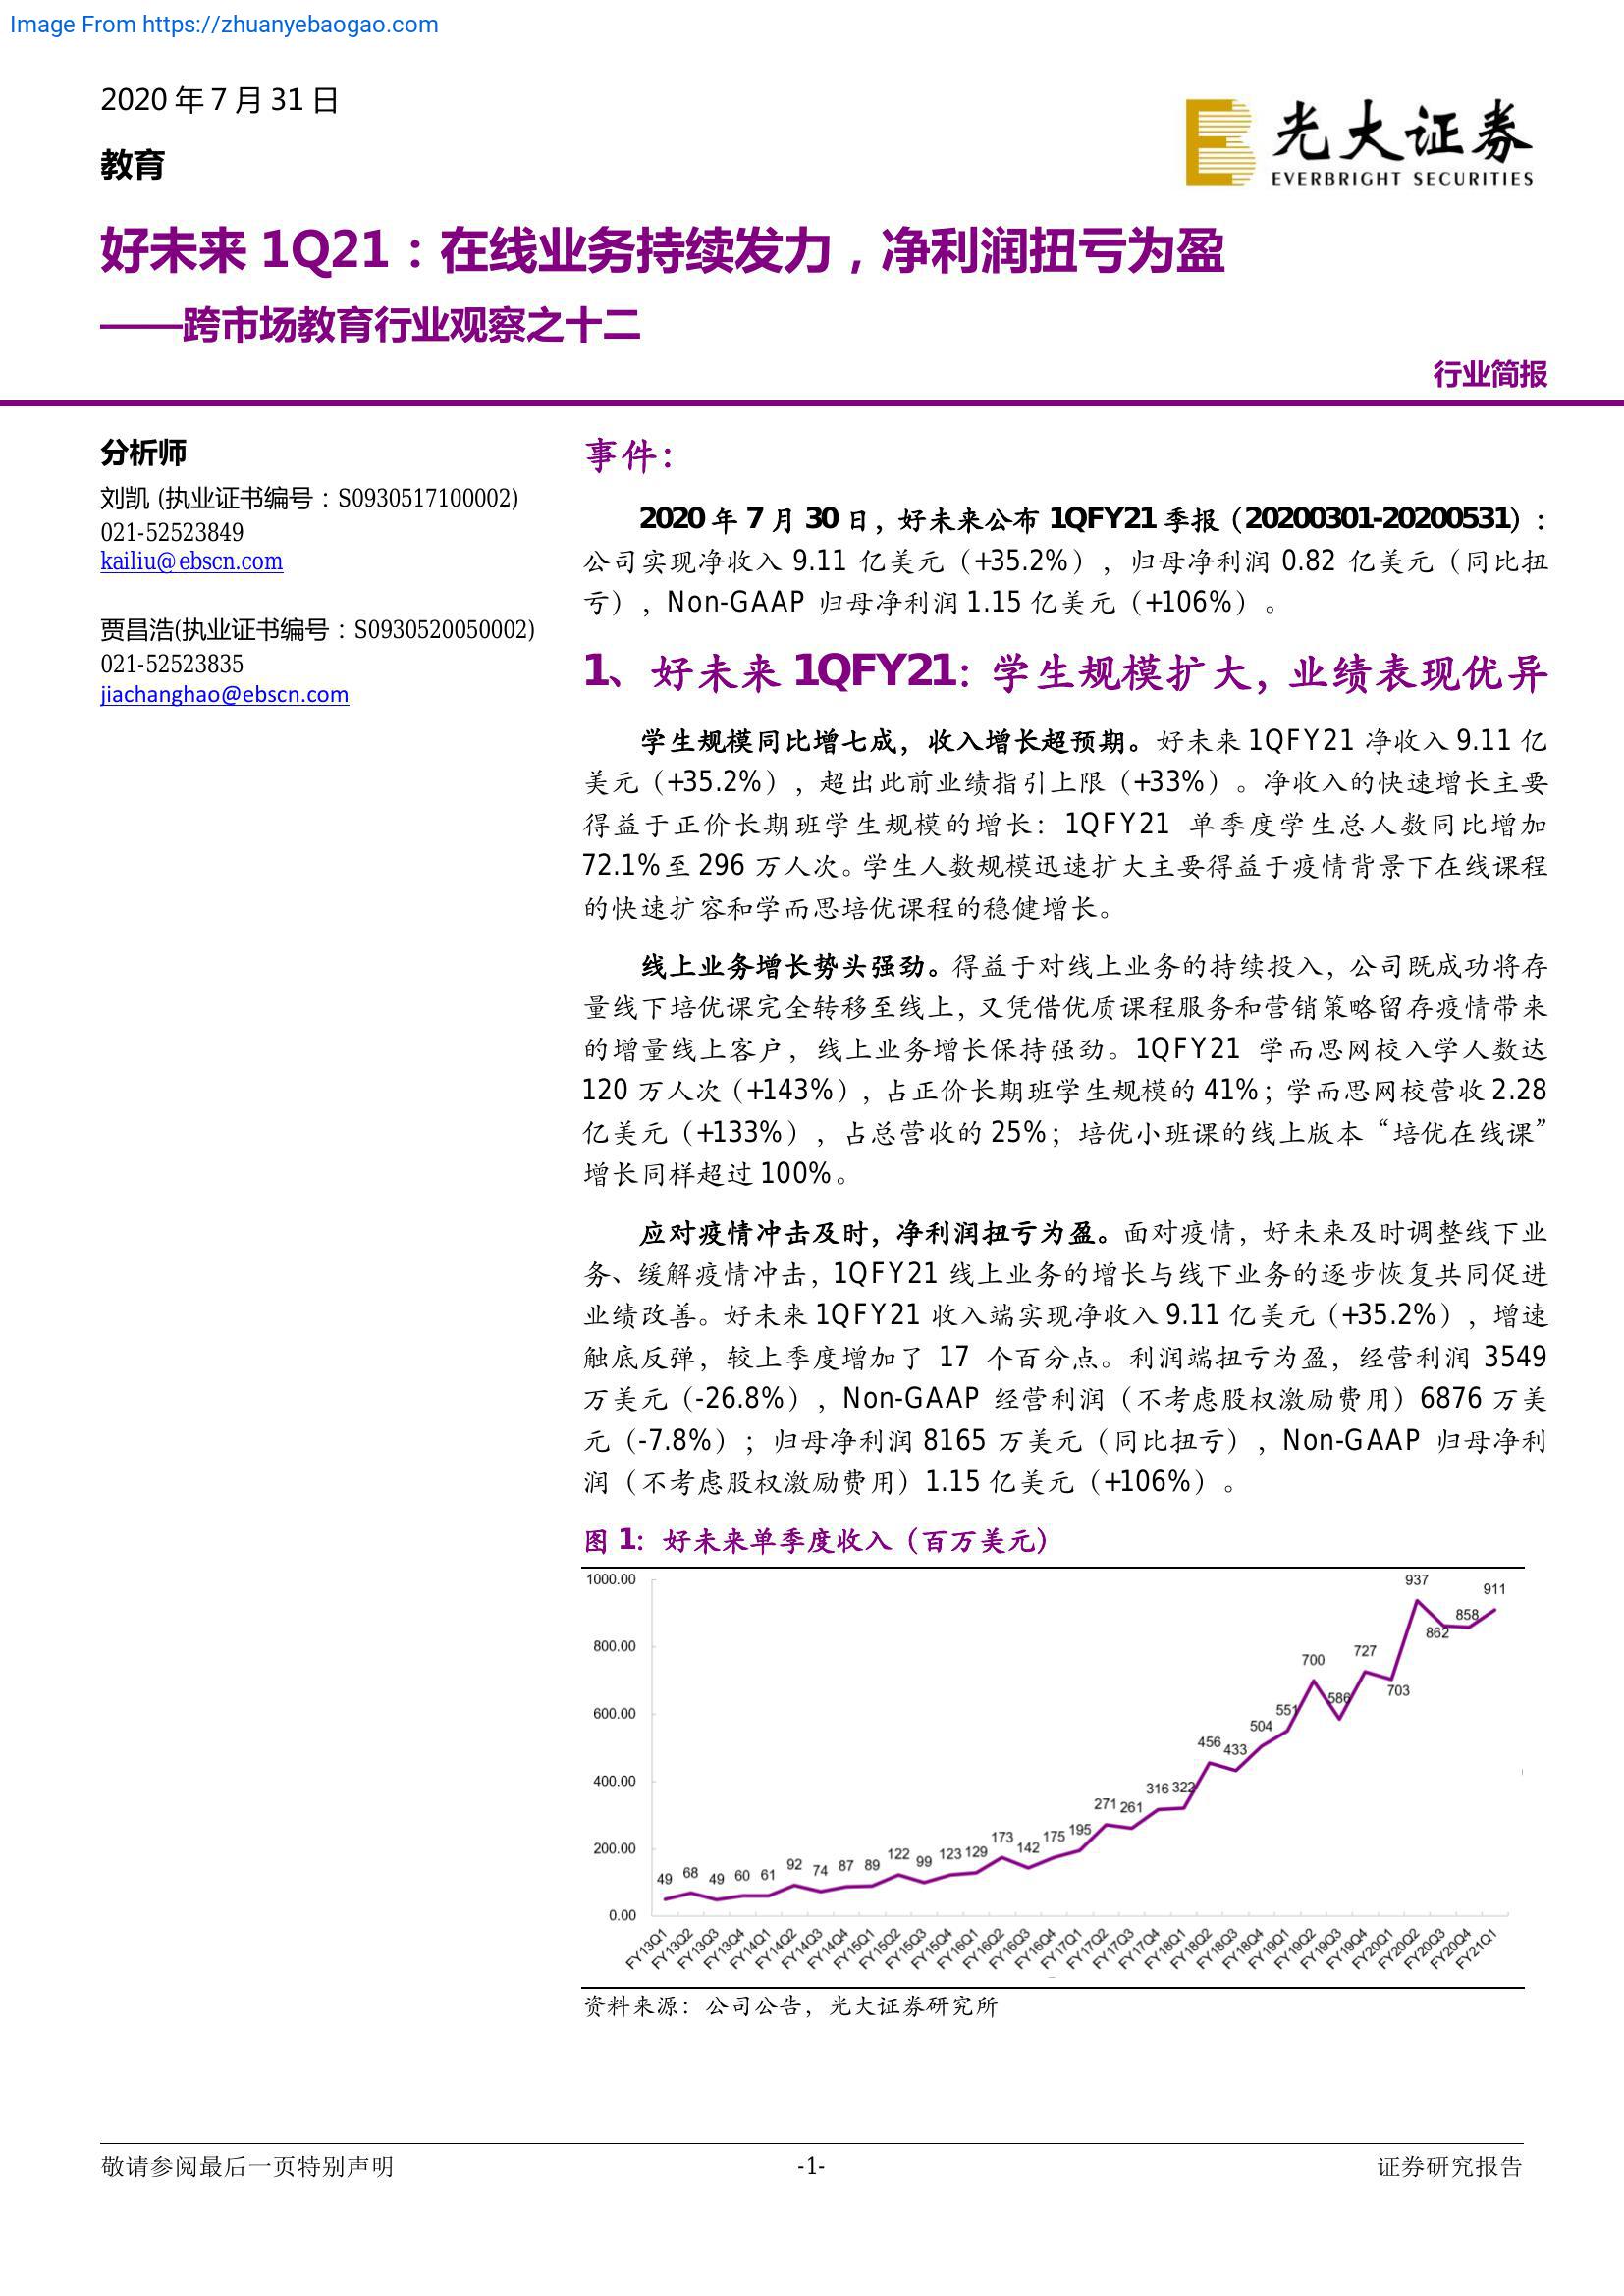 Image From https://zhuanyebaogao.com
2020 年 7 月 31 日
教育
光大证券
EVERBRIGHT SECURITIES
好未来 1Q21：在线业务持续发力，净利润扭亏为盈
——跨市场教育行业观察之十二
行业简报
分析师
刘凯 (执业证书编号：S0930517100002)
021-52523849
kailiu@ebscn.com
贾昌浩(执业证书编号：S0930520050002)
021-52523835
jiachanghao@ebscn.com
事件：
2020 年 7 月 30 日，好未来公布 1QFY21 季报（20200301-20200531）：
公司实现净收入 9.11 亿美元（+35.2%），归母净利润 0.82 亿美元（同比扭
亏），Non-GAAP 归母净利润 1.15 亿美元（+106%）。
1、好未来 1QFY21：学生规模扩大，业绩表现优异
学生规模同比增七成，收入增长超预期。好未来 1QFY21 净收入 9.11 亿
美元（+35.2%），超出此前业绩指引上限（+33%）。净收入的快速增长主要
得益于正价长期班学生规模的增长：1QFY21 单季度学生总人数同比增加
72.1%至 296 万人次。学生人数规模迅速扩大主要得益于疫情背景下在线课程
的快速扩容和学而思培优课程的稳健增长。
线上业务增长势头强劲。得益于对线上业务的持续投入，公司既成功将存
量线下培优课完全转移至线上，又凭借优质课程服务和营销策略留存疫情带来
的增量线上客户，线上业务增长保持强劲。1QFY21 学而思网校入学人数达
120 万人次（+143%），占正价长期班学生规模的 41%；学而思网校营收 2.28
亿美元（+133%），占总营收的 25%；培优小班课的线上版本“培优在线课”
增长同样超过 100%。
应对疫情冲击及时，净利润扭亏为盈。面对疫情，好未来及时调整线下业
务、缓解疫情冲击，1QFY21 线上业务的增长与线下业务的逐步恢复共同促进
业绩改善。好未来 1QFY21 收入端实现净收入 9.11 亿美元（+35.2%），增速
触底反弹，较上季度增加了 17 个百分点。利润端扭亏为盈，经营利润 3549
万美元（-26.8%），Non-GAAP 经营利润（不考虑股权激励费用）6876 万美
元（-7.8%）；归母净利润 8165 万美元（同比扭亏），Non-GAAP 归母净利
润（不考虑股权激励费用）1.15 亿美元（+106%）。
图 1：好未来单季度收入（百万美元）
1000.00
800.00
600.00
400.00
200.00
0.00
49 68 49 60 61 92 74 87 89 122 99 123 129 173 142 175 195 271 261 316 322 456 433 504 551 700 586 727 703 937 862 858 911
FY13Q1 FY13Q2 FY13Q3 FY13Q4 FY14Q1 FY14Q2 FY14Q3 FY14Q4 FY15Q1 FY15Q2 FY15Q3 FY15Q4 FY16Q1 FY16Q2 FY16Q3 FY16Q4 FY17Q1 FY17Q2 FY17Q3 FY17Q4 FY18Q1 FY18Q2 FY18Q3 FY18Q4 FY19Q1 FY19Q2 FY19Q3 FY19Q4 FY20Q1 FY20Q2 FY20Q3 FY20Q4 FY21Q1
资料来源：公司公告，光大证券研究所
敬请参阅最后一页特别声明
-1-
证券研究报告